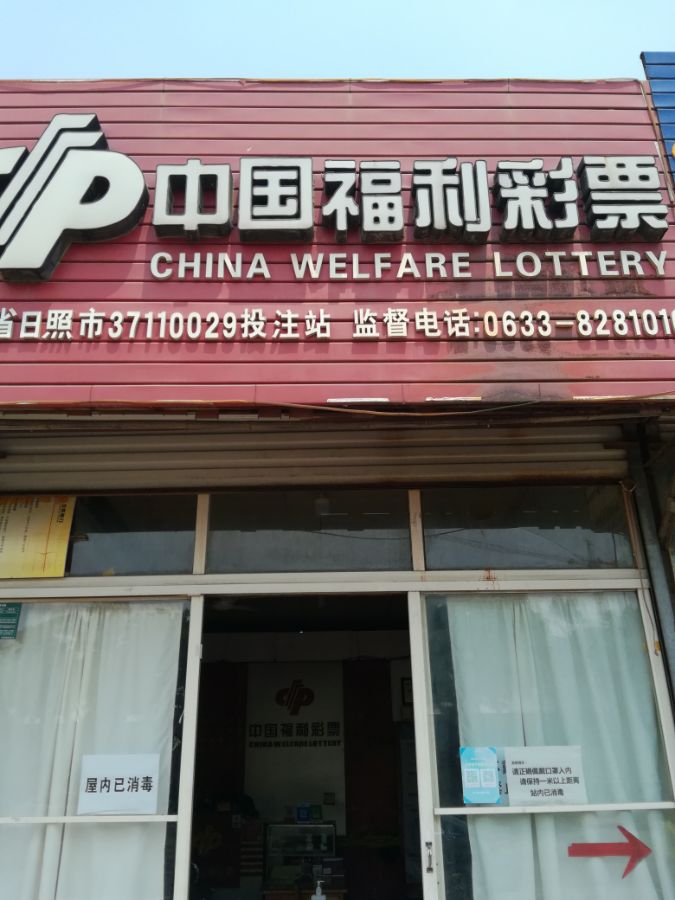 中国福利彩票
CHINA WELFARE LOTTERY
省日照市37110029投注站 监督电话:0633-828101
中国福利彩票
CHINA WELFARE LOTTERY
屋内已消毒
请正确佩戴口罩入内
请保持一米以上距离
站内已消毒